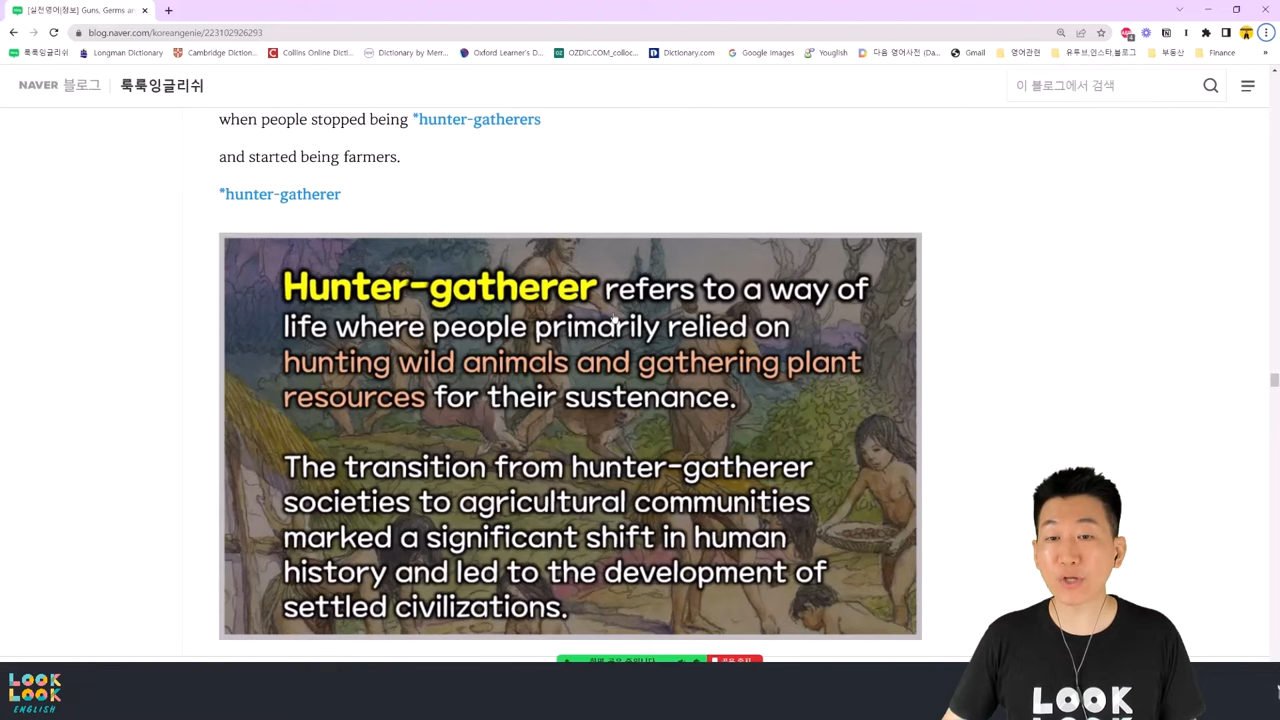 [실전영어|정보] Guns, Germs an
blog.naver.com/koreangenie/223102926293
룩룩잉글리쉬
Longman Dictionary
Cambridge Diction...
Collins Online Dicti...
Dictionary by Merr...
Oxford Learner's D...
OZDIC.COM_colloc...
Dictionary.com
Google Images
Youglish
다음 영어사전 (Da...
Gmail
영어관련
유투브,인스타,블로그
부동산
Finance
NAVER 블로그
룩룩잉글리쉬
이 블로그에서 검색
when people stopped being *hunter-gatherers
and started being farmers.
*hunter-gatherer
Hunter-gatherer refers to a way of
life where people primarily relied on
hunting wild animals and gathering plant
resources for their sustenance.
The transition from hunter-gatherer
societies to agricultural communities
marked a significant shift in human
history and led to the development of
settled civilizations.
LOOK
LOOK
ENGLISH
LOOK